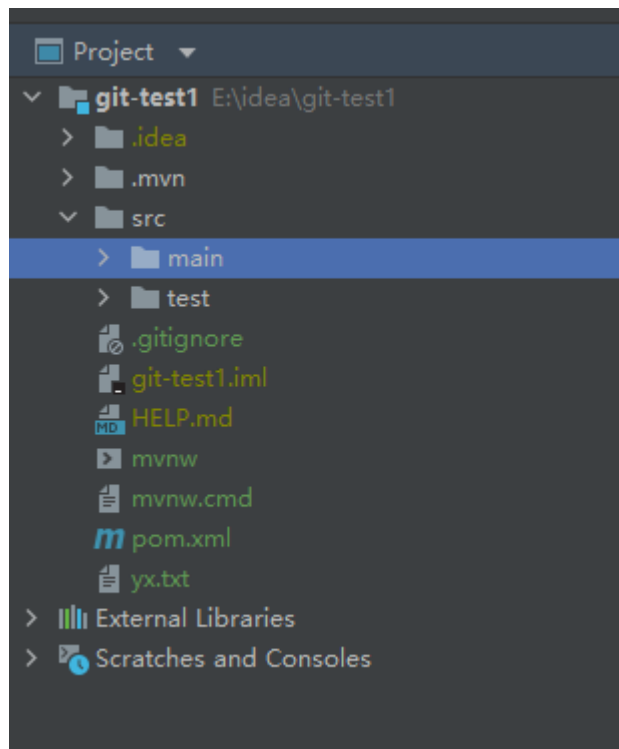 Project
git-test1 E:\idea\git-test1
.idea
.mvn
src
main
test
.gitignore
git-test1.iml
MD HELP.md
mvnw
mvnw.cmd
m pom.xml
yx.txt
External Libraries
Scratches and Consoles